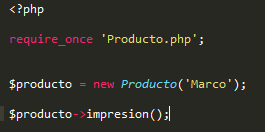 <?php
require_once 'Producto.php';
$producto = new Producto('Marco');
$producto->impresion();